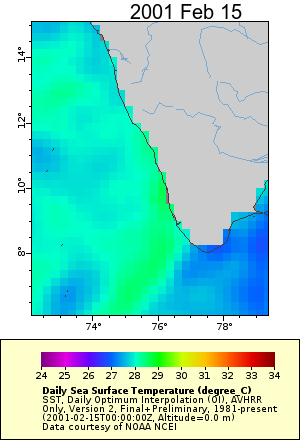 2001 Feb 15
14°
12°
10°
8°
74°
76°
78°
24 25 26 27 28 29 30 31 32 33 34
Daily Sea Surface Temperature (degree_C)
SST, Daily Optimum Interpolation (OI), AVHRR
Only, Version 2, Final+Preliminary, 1981-present
(2001-02-15T00:00:00Z, Altitude=0.0 m)
Data courtesy of NOAA NCEI